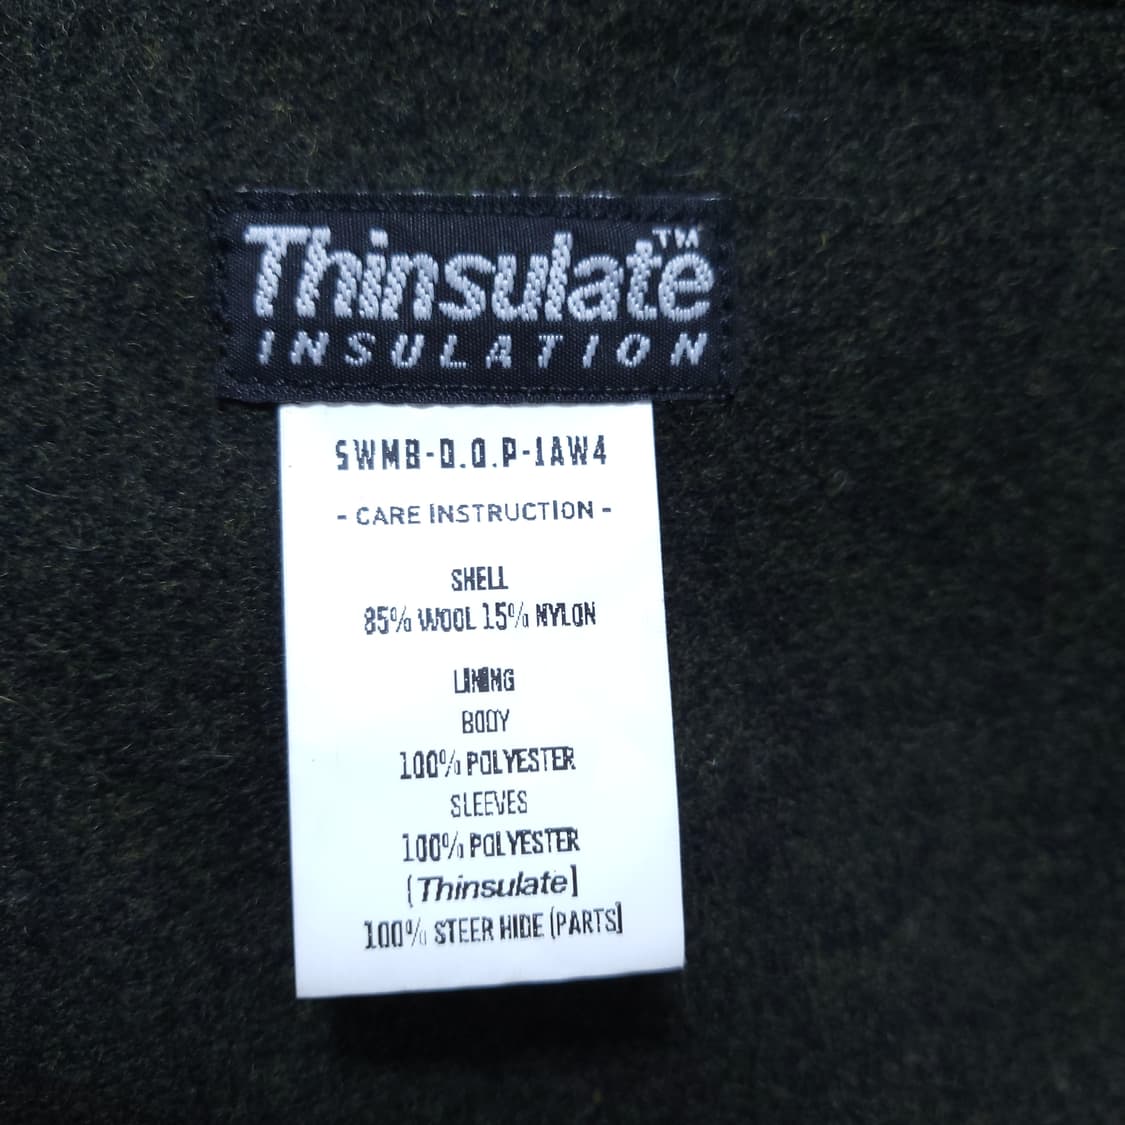 Thinsulate™
INSULATION
SWMB-D.O.P-1AW4
- CARE INSTRUCTION -
SHELL
85% WOOL 15% NYLON
LINING
BODY
100% POLYESTER
SLEEVES
100% POLYESTER
[Thinsulate]
100% STEER HIDE (PARTS]